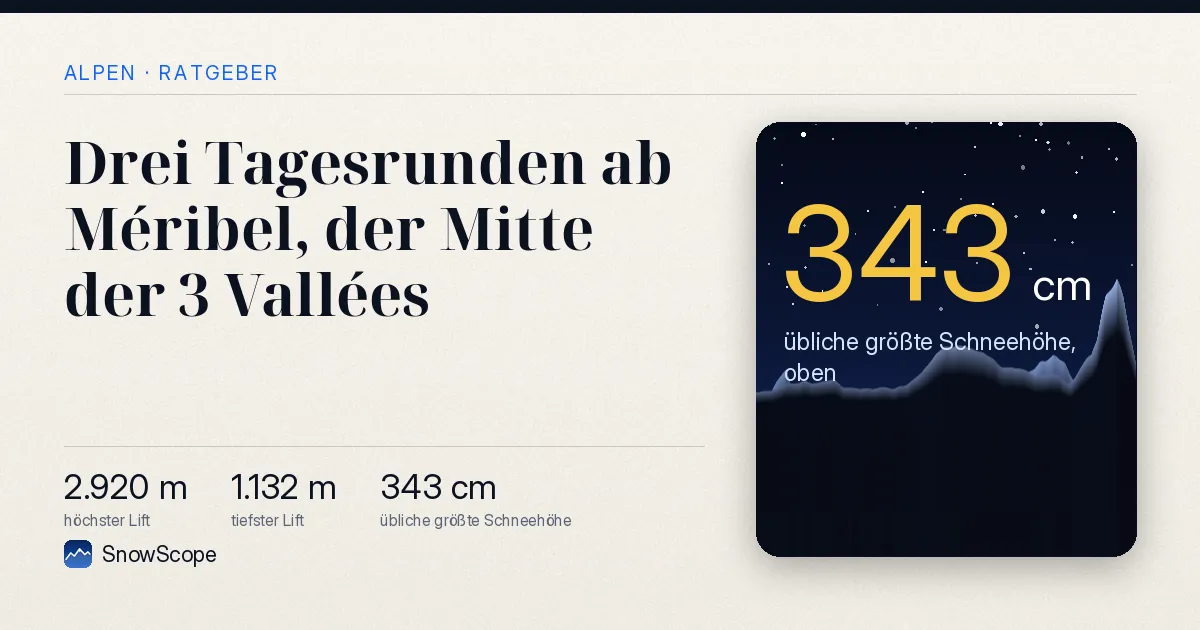 ALPEN · RATGEBER
Drei Tagesrunden ab
Méribel, der Mitte
der 3 Vallées
343 cm
übliche größte Schneehöhe,
oben
2.920 m
höchster Lift
1.132 m
tiefster Lift
343 cm
übliche größte Schneehöhe
SnowScope